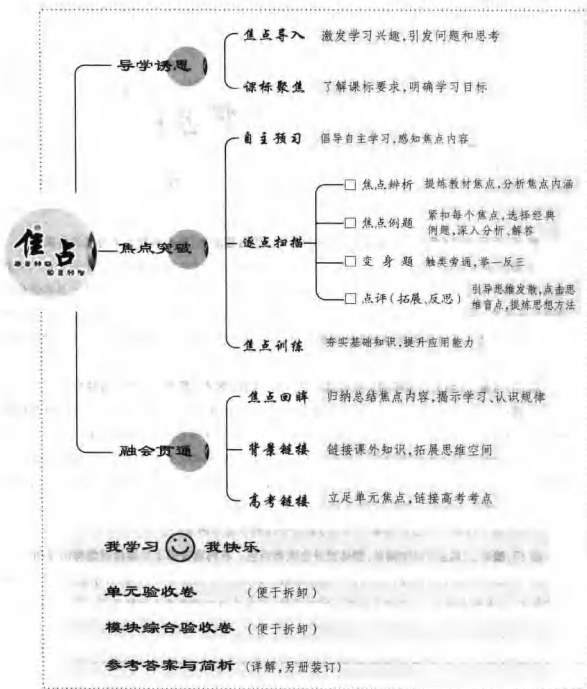 焦点导入 激发学习兴趣,引发问题和思考
导学诱思
课标聚焦 了解课标要求,明确学习目标
自主预习 倡导自主学习,感知焦点内容
焦点
焦点突破
逐点扫描
□ 焦点辨析 提炼教材焦点,分析焦点内涵
□ 焦点例题 紧扣每个焦点,选择经典
例题,深入分析、解答
□ 变身题 触类旁通,举一反三
□ 点评(拓展、反思) 引导思维发散,点击思
维盲点,提炼思想方法
焦点训练 夯实基础知识,提升应用能力
焦点回眸 归纳总结焦点内容,揭示学习、认识规律
融会贯通
背景链接 链接课外知识,拓展思维空间
高考链接 立足单元焦点,链接高考考点
我学习 我快乐
单元验收卷 (便于拆卸)
模块综合验收卷 (便于拆卸)
参考答案与简析 (详解,另册装订)